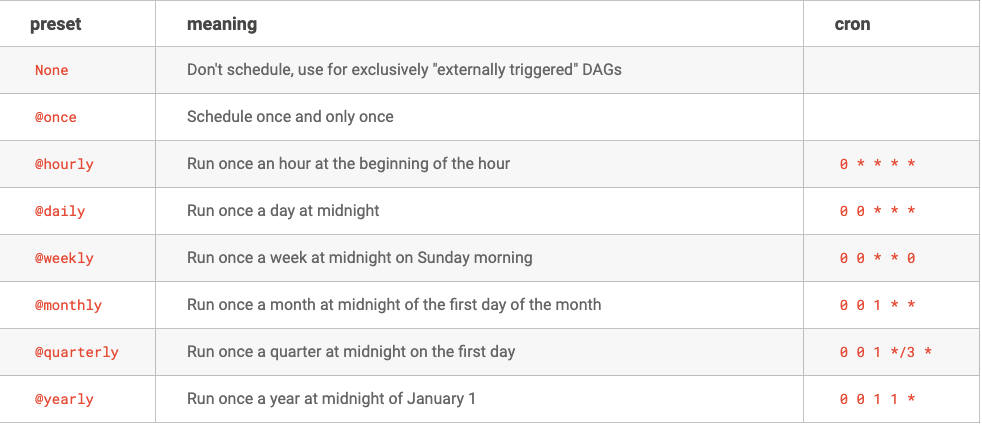 preset meaning cron
None Don't schedule, use for exclusively "externally triggered" DAGs
@once Schedule once and only once
@hourly Run once an hour at the beginning of the hour 0 * * * *
@daily Run once a day at midnight 0 0 * * *
@weekly Run once a week at midnight on Sunday morning 0 0 * * 0
@monthly Run once a month at midnight of the first day of the month 0 0 1 * *
@quarterly Run once a quarter at midnight on the first day 0 0 1 */3 *
@yearly Run once a year at midnight of January 1 0 0 1 1 *